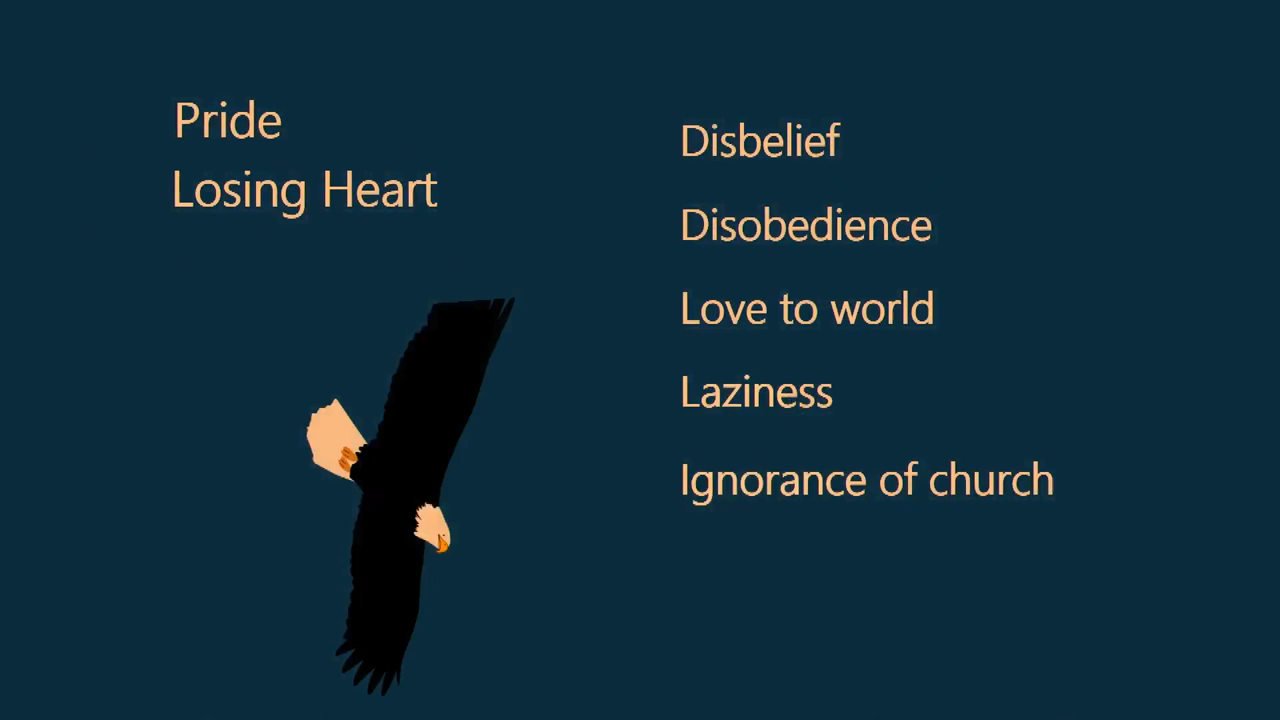 Pride
Losing Heart
Disbelief
Disobedience
Love to world
Laziness
Ignorance of church